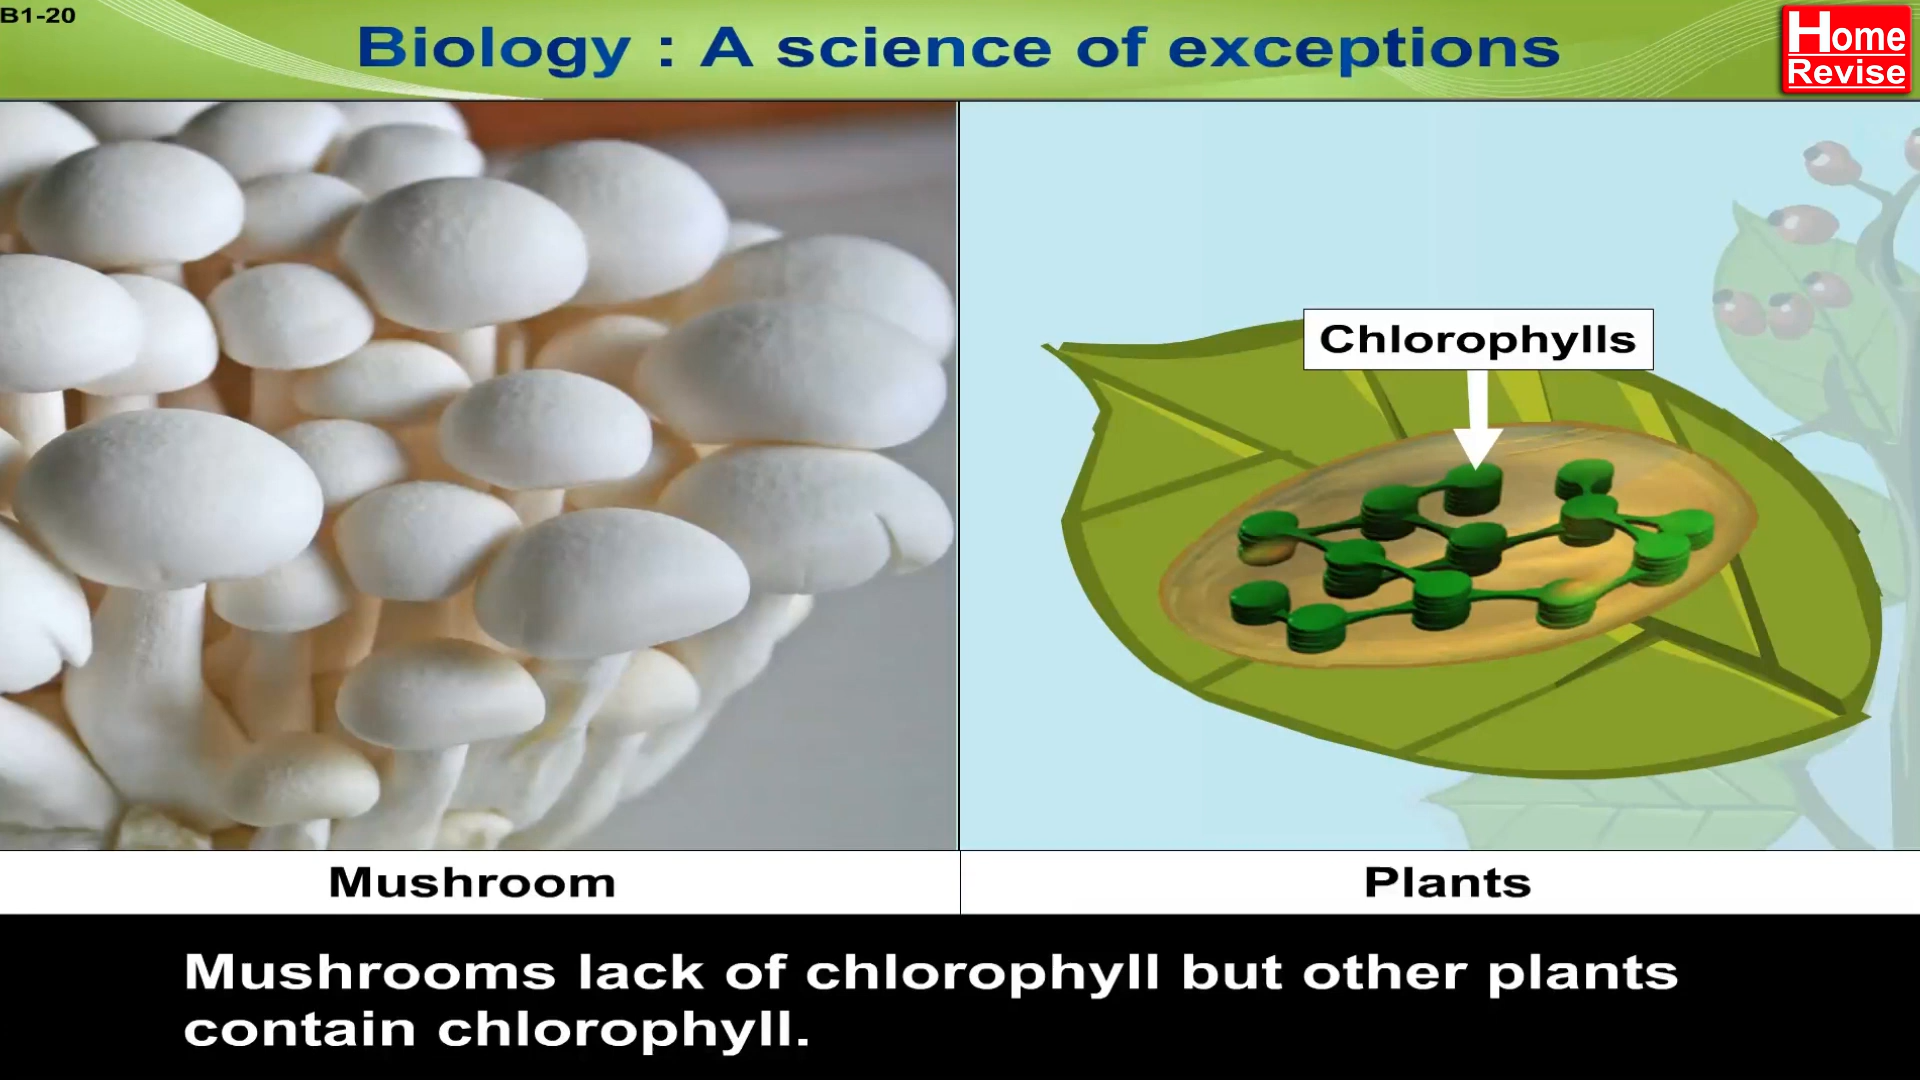 B1-20
Biology : A science of exceptions
Home
Revise
Chlorophylls
Mushroom
Plants
Mushrooms lack of chlorophyll but other plants
contain chlorophyll.